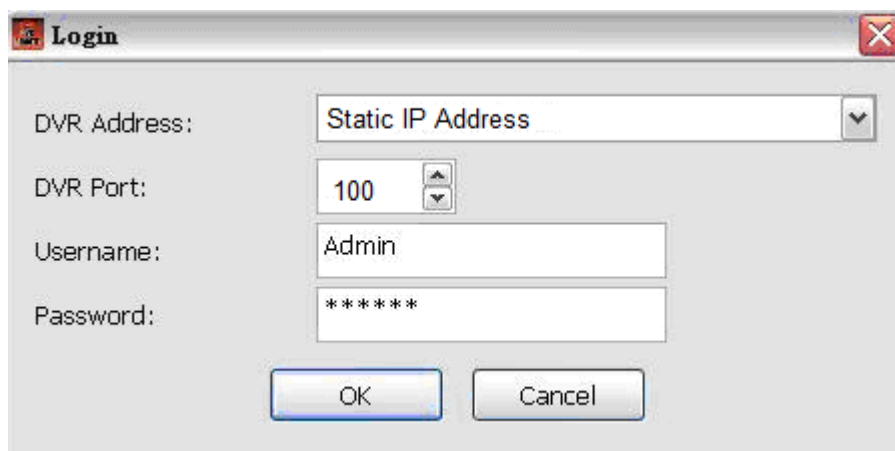 Login
DVR Address: Static IP Address
DVR Port: 100
Username: Admin
Password: ******
OK Cancel